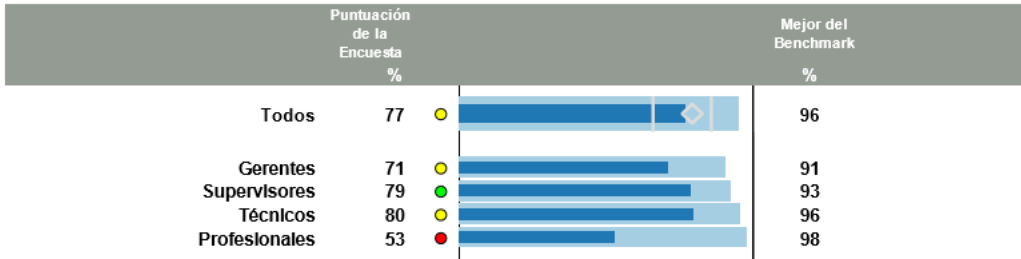 Puntuación de la Encuesta %
Mejor del Benchmark %
Todos 77 96
Gerentes 71 91
Supervisores 79 93
Técnicos 80 96
Profesionales 53 98